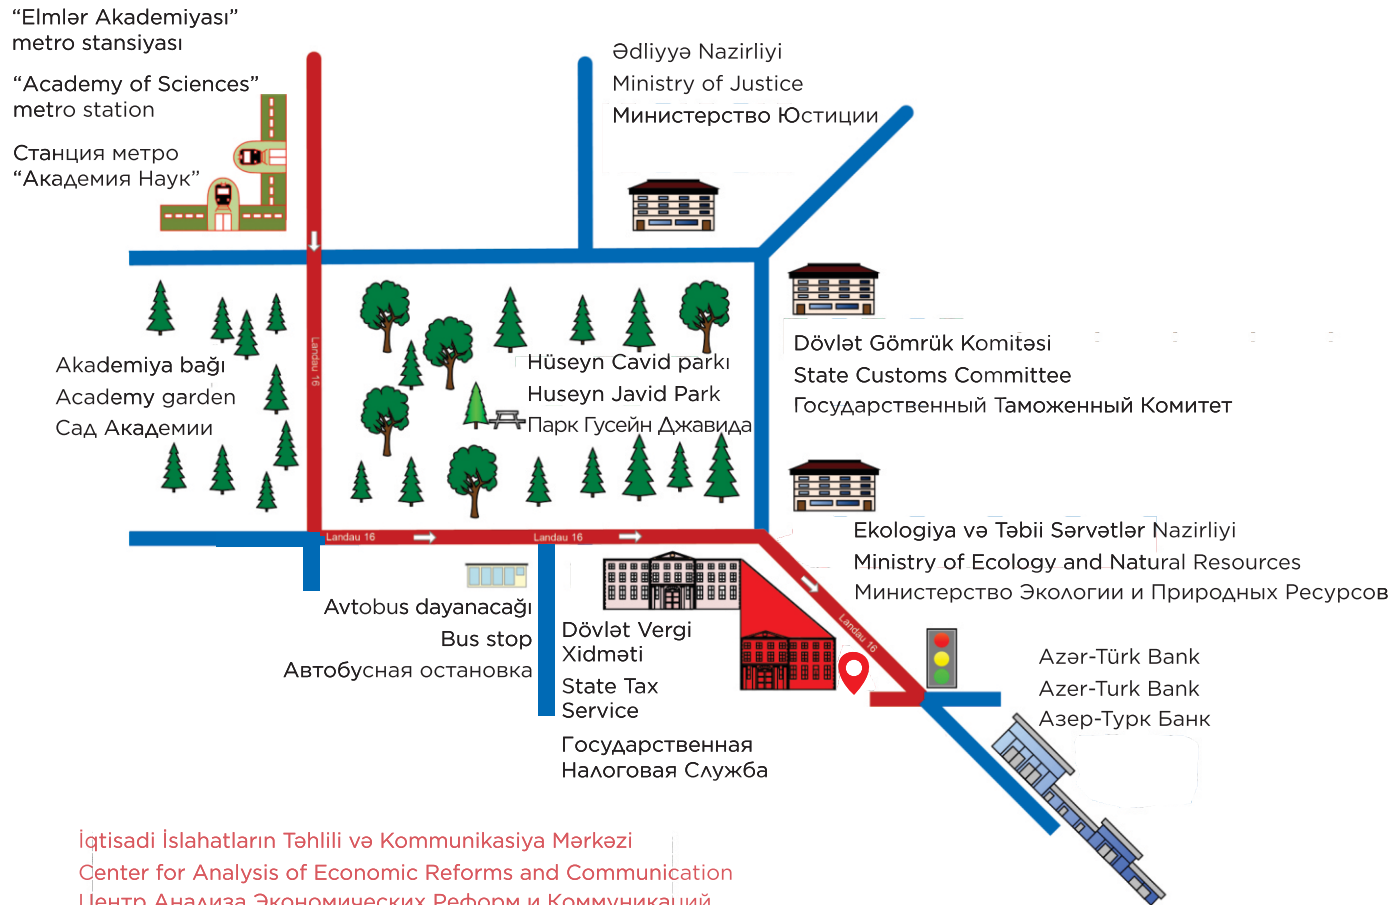 “Elmlər Akademiyası”
metro stansiyası
“Academy of Sciences”
metro station
Станция метро
“Академия Наук”
Ədliyyə Nazirliyi
Ministry of Justice
Министерство Юстиции
Landau 16
Akademiya bağı
Academy garden
Сад Академии
Hüseyn Cavid parkı
Huseyn Javid Park
Парк Гусейн Джавида
Dövlət Gömrük Komitəsi
State Customs Committee
Государственный Таможенный Комитет
Landau 16
Landau 16
Ekologiya və Təbii Sərvətlər Nazirliyi
Ministry of Ecology and Natural Resources
Министерство Экологии и Природных Ресурсов
Avtobus dayanacağı
Bus stop
Автобусная остановка
Dövlət Vergi
Xidməti
State Tax
Service
Государственная
Налоговая Служба
Landau 16
Azər-Türk Bank
Azer-Turk Bank
Азер-Турк Банк
İqtisadi İslahatların Təhlili və Kommunikasiya Mərkəzi
Center for Analysis of Economic Reforms and Communication
Центр Анализа Экономических Реформ и Коммуникаций